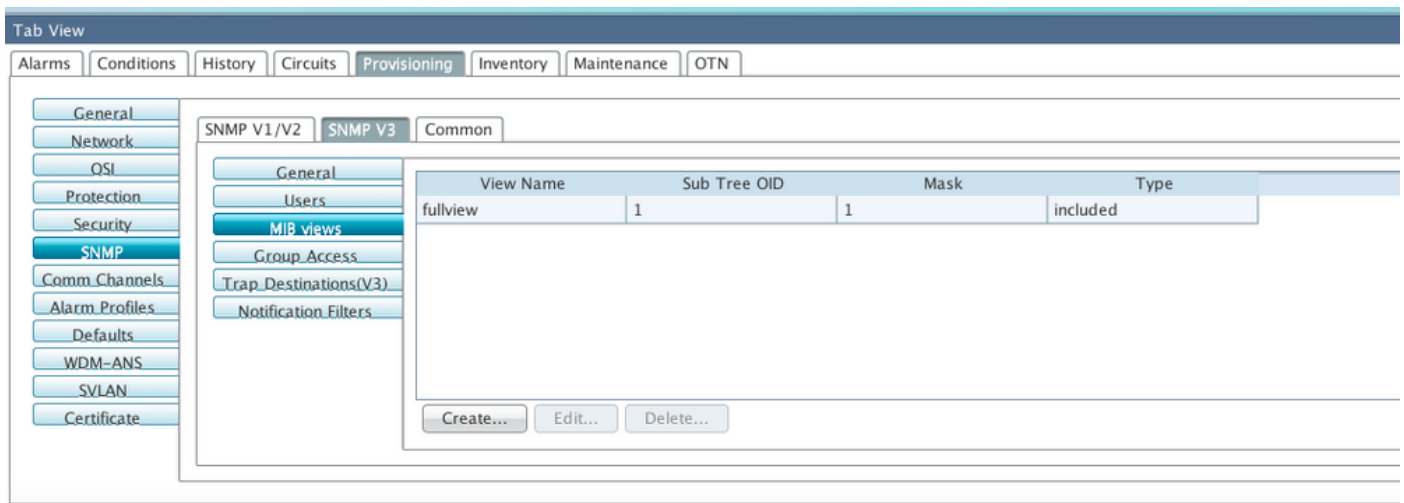 Tab View
Alarms Conditions History Circuits Provisioning Inventory Maintenance OTN
General
Network
OSI
Protection
Security
SNMP
Comm Channels
Alarm Profiles
Defaults
WDM-ANS
SVLAN
Certificate
SNMP V1/V2 SNMP V3 Common
General
Users
MIB views
Group Access
Trap Destinations(V3)
Notification Filters
View Name Sub Tree OID Mask Type
fullview 1 1 included
Create... Edit... Delete...